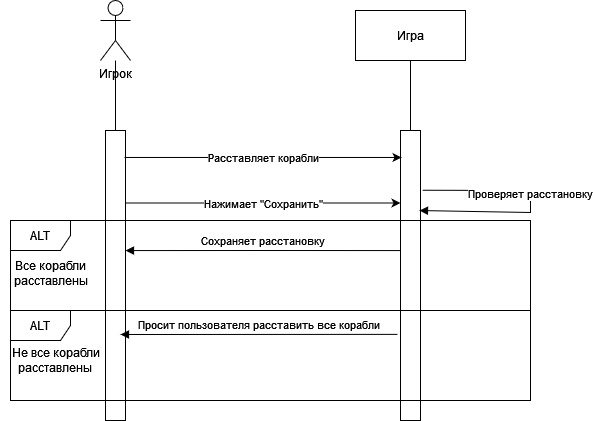 Игрок
Игра
Расставляет корабли
Нажимает "Сохранить"
Проверяет расстановку
ALT
Сохраняет расстановку
Все корабли
расставлены
ALT
Просит пользователя расставить все корабли
Не все корабли
расставлены